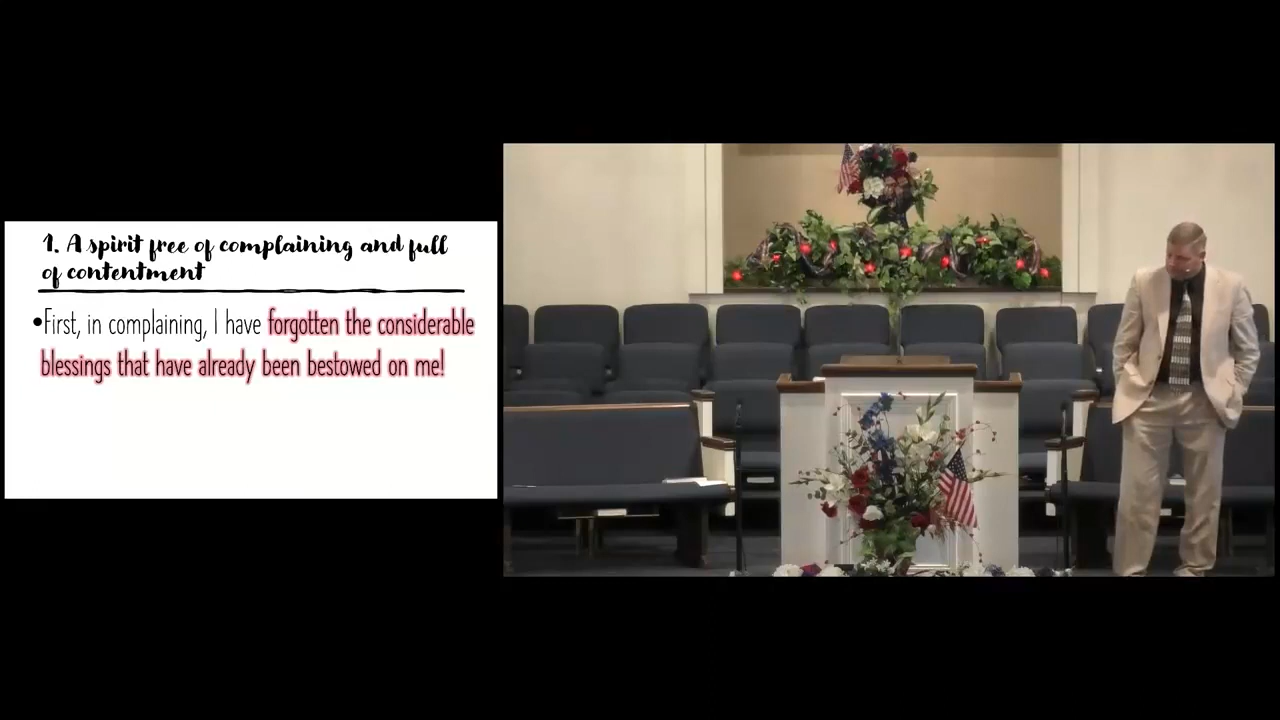 1. A spirit free of complaining and full
of contentment
•First, in complaining, I have forgotten the considerable
blessings that have already been bestowed on me!